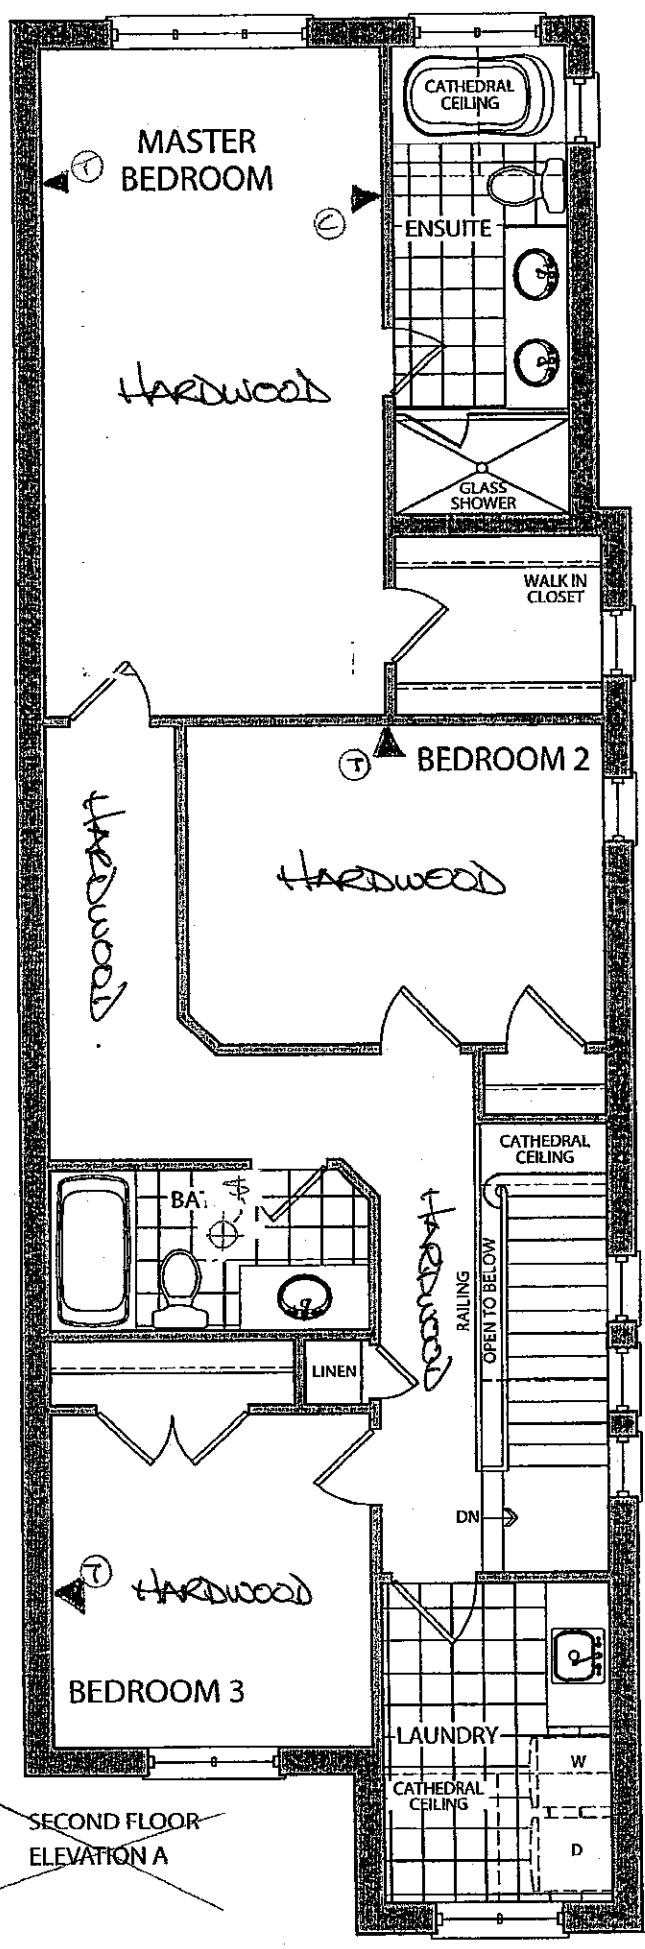 CATHEDRAL
CEILING
MASTER
BEDROOM
T
C
ENSUITE
HARDWOOD
GLASS
SHOWER
WALK IN
CLOSET
T
BEDROOM 2
HARDWOOD
HARDWOOD
CATHEDRAL
CEILING
BAT
HARDWOOD
RAILING
OPEN TO BELOW
LINEN
DN
T
HARDWOOD
BEDROOM 3
LAUNDRY
W
CATHEDRAL
CEILING
D
SECOND FLOOR
ELEVATION A